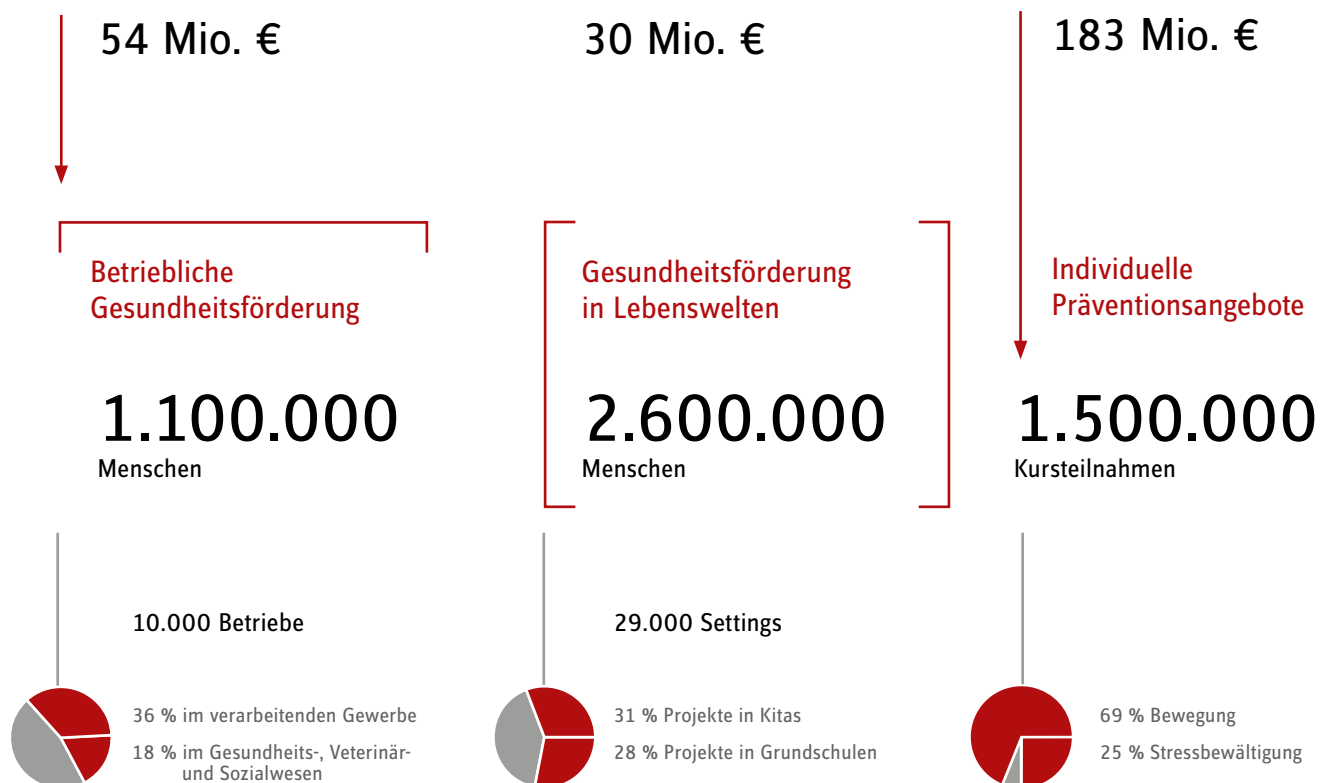 54 Mio. €
30 Mio. €
183 Mio. €
Betriebliche
Gesundheitsförderung
1.100.000
Menschen
10.000 Betriebe
36 % im verarbeitenden Gewerbe
18 % im Gesundheits-, Veterinär-
und Sozialwesen
Gesundheitsförderung
in Lebenswelten
2.600.000
Menschen
29.000 Settings
31 % Projekte in Kitas
28 % Projekte in Grundschulen
Individuelle
Präventionsangebote
1.500.000
Kursteilnahmen
69 % Bewegung
25 % Stressbewältigung